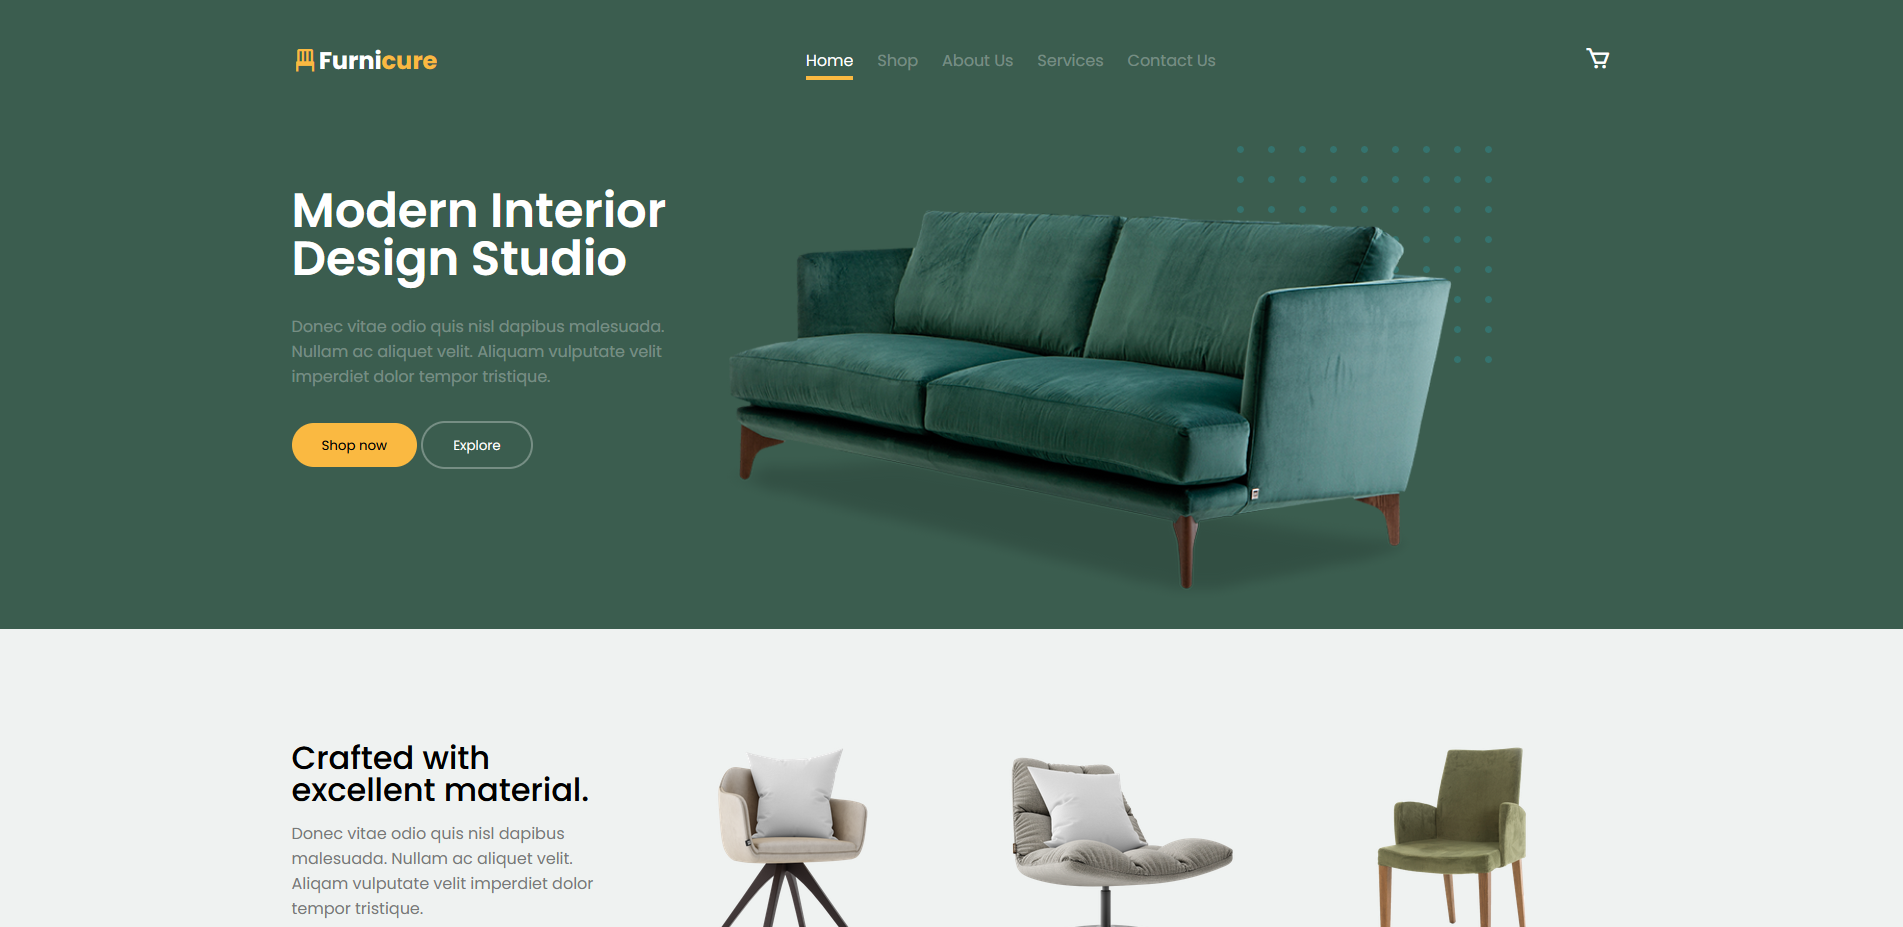 Furnicure
Home Shop About Us Services Contact Us
Modern Interior
Design Studio
Donec vitae odio quis nisl dapibus malesuada.
Nullam ac aliquet velit. Aliquam vulputate velit
imperdiet dolor tempor tristique.
Shop now
Explore
Crafted with
excellent material.
Donec vitae odio quis nisl dapibus
malesuada. Nullam ac aliquet velit.
Aliqam vulputate velit imperdiet dolor
tempor tristique.